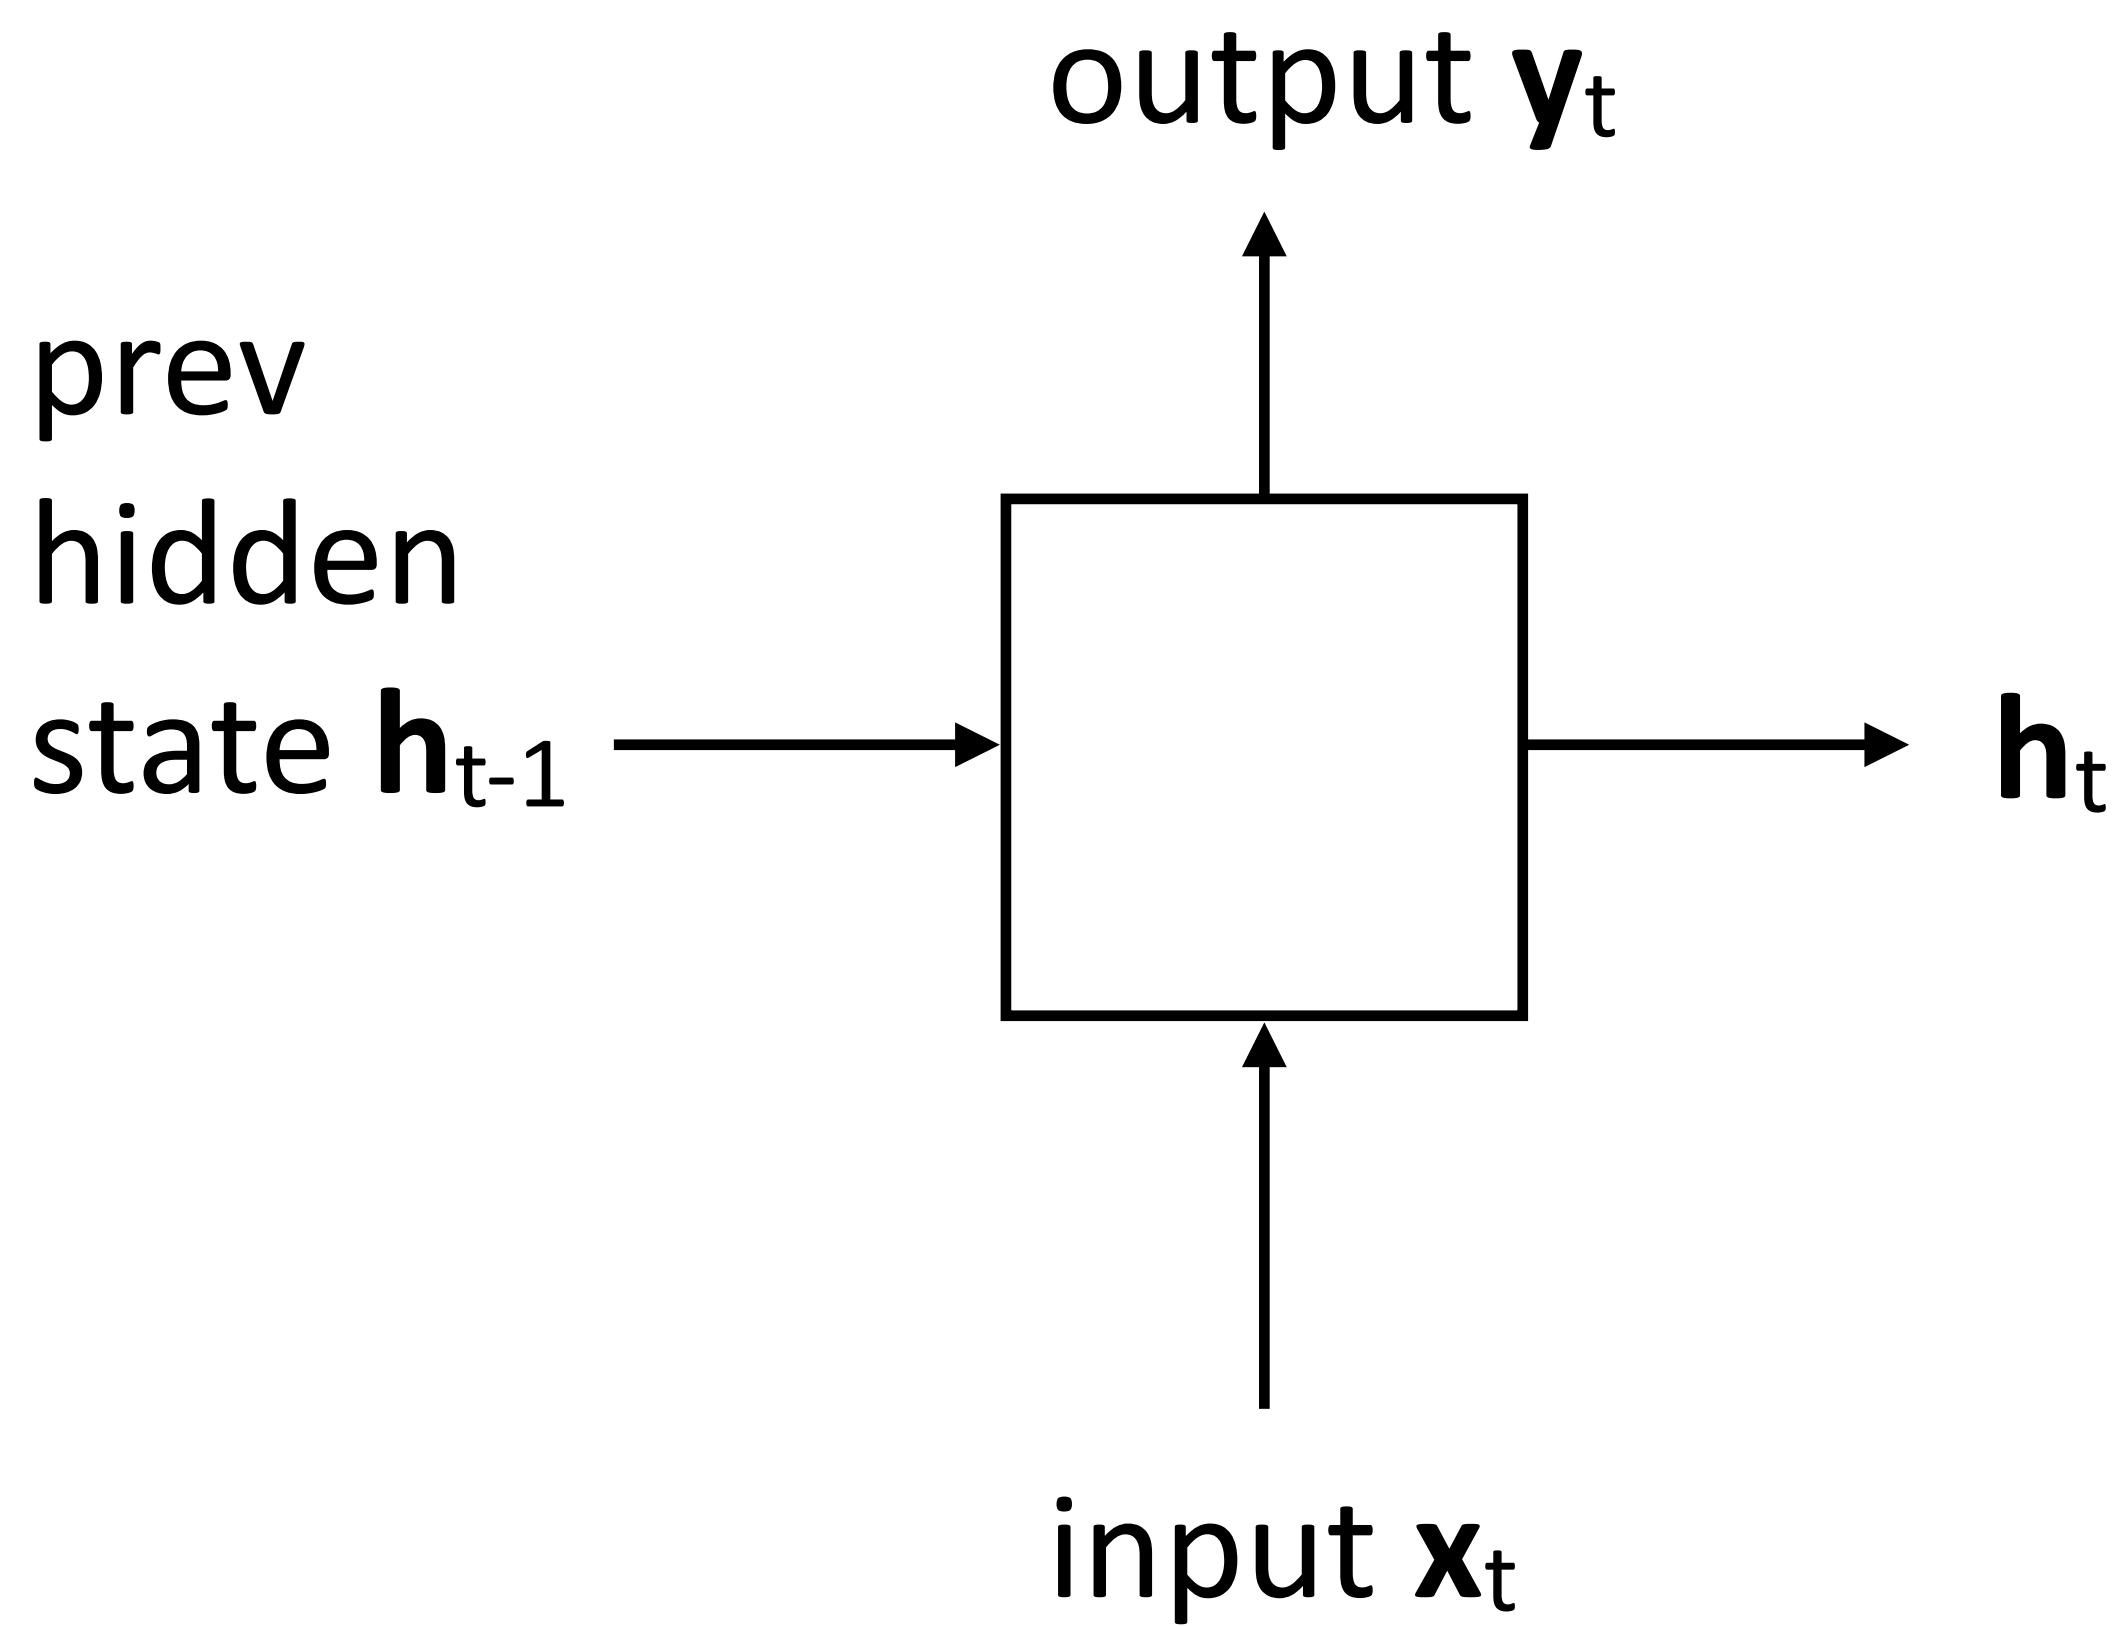 output yt
prev
hidden
state ht-1
ht
input xt